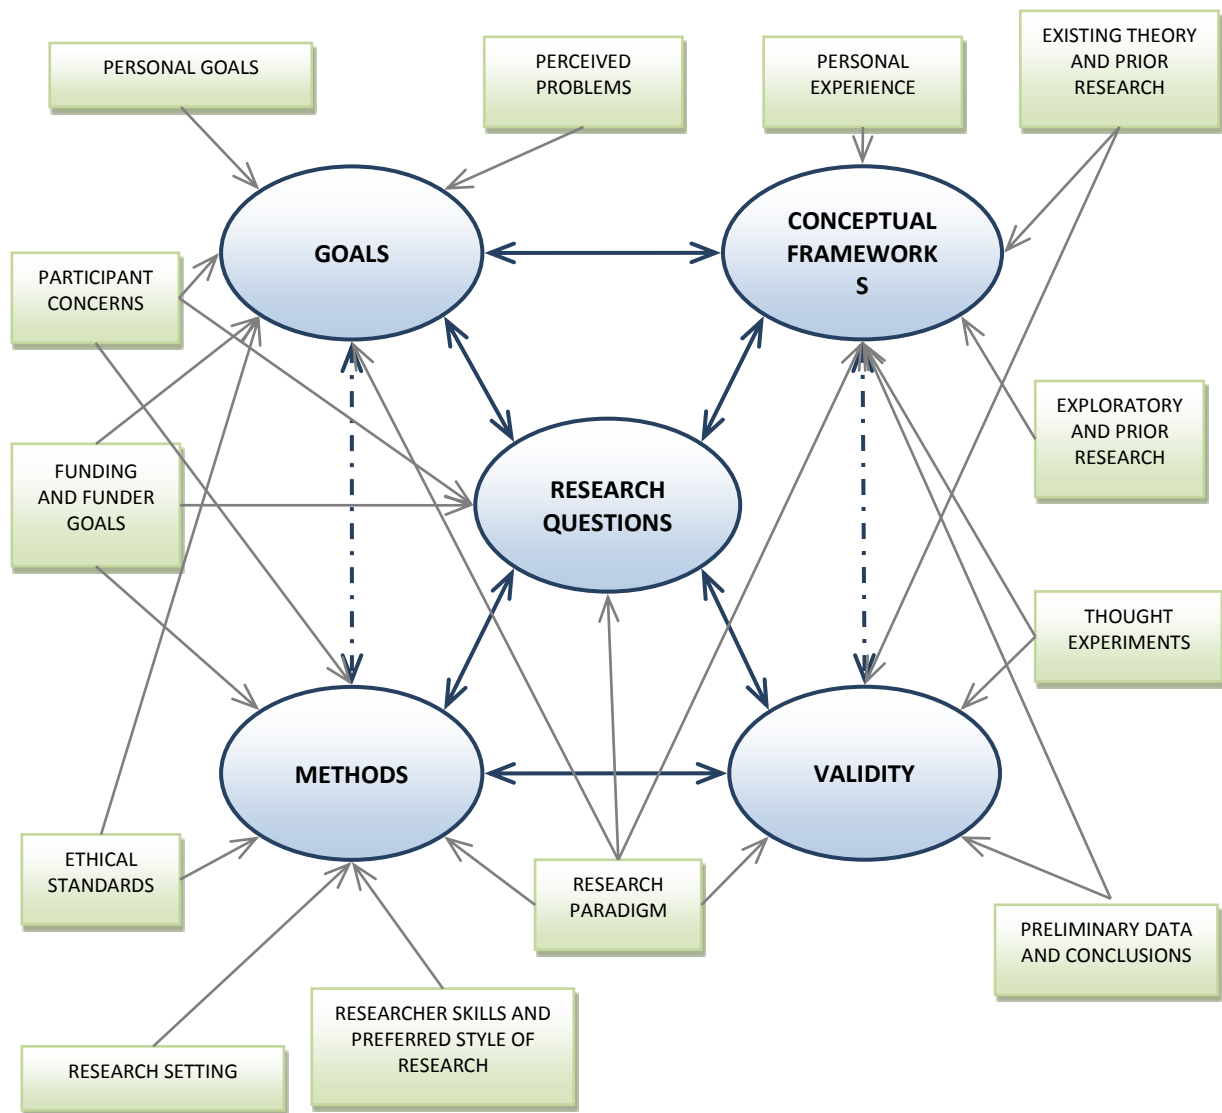 PERSONAL GOALS
PERCEIVED
PROBLEMS
PERSONAL
EXPERIENCE
EXISTING THEORY
AND PRIOR
RESEARCH
GOALS
CONCEPTUAL
FRAMEWORK
S
PARTICIPANT
CONCERNS
EXPLORATORY
AND PRIOR
RESEARCH
FUNDING
AND FUNDER
GOALS
RESEARCH
QUESTIONS
THOUGHT
EXPERIMENTS
METHODS
VALIDITY
ETHICAL
STANDARDS
RESEARCH
PARADIGM
PRELIMINARY DATA
AND CONCLUSIONS
RESEARCHER SKILLS AND
PREFERRED STYLE OF
RESEARCH
RESEARCH SETTING